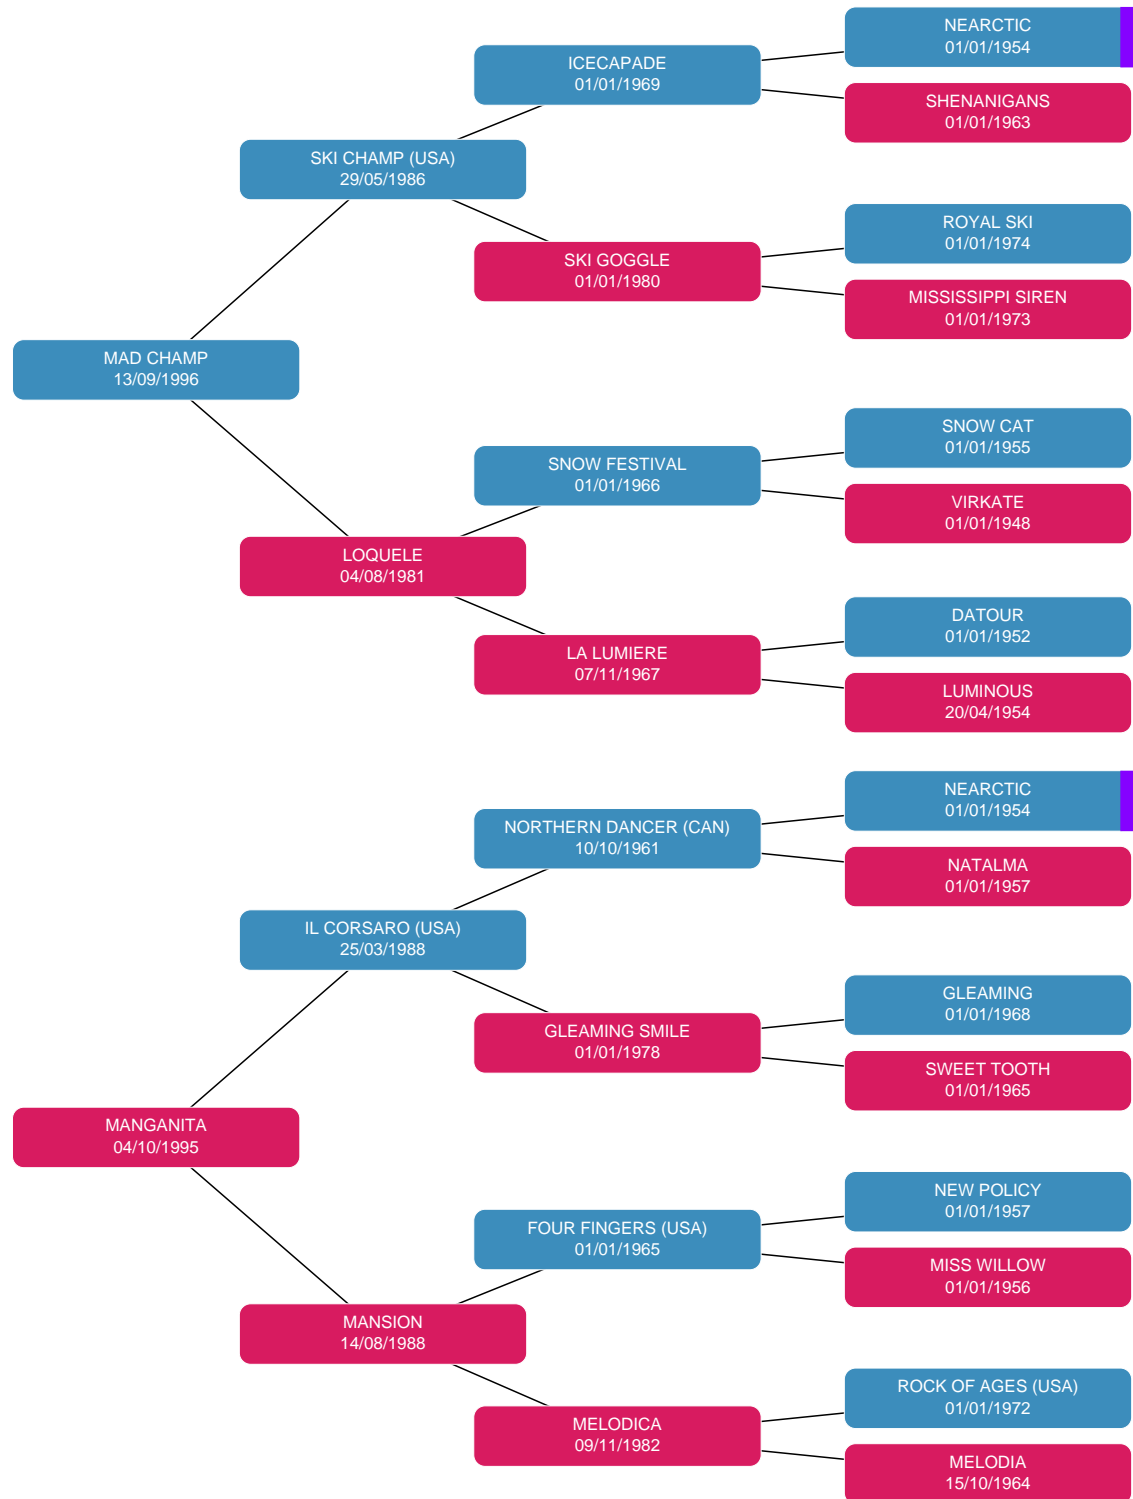 NEARCTIC
01/01/1954
ICECAPADE
01/01/1969
SHENANIGANS
01/01/1963
SKI CHAMP (USA)
29/05/1986
ROYAL SKI
01/01/1974
SKI GOGGLE
01/01/1980
MISSISSIPPI SIREN
01/01/1973
MAD CHAMP
13/09/1996
SNOW CAT
01/01/1955
SNOW FESTIVAL
01/01/1966
VIRKATE
01/01/1948
LOQUELE
04/08/1981
DATOUR
01/01/1952
LA LUMIERE
07/11/1967
LUMINOUS
20/04/1954
NEARCTIC
01/01/1954
NORTHERN DANCER (CAN)
10/10/1961
NATALMA
01/01/1957
IL CORSARO (USA)
25/03/1988
GLEAMING
01/01/1968
GLEAMING SMILE
01/01/1978
SWEET TOOTH
01/01/1965
MANGANITA
04/10/1995
NEW POLICY
01/01/1957
FOUR FINGERS (USA)
01/01/1965
MISS WILLOW
01/01/1956
MANSION
14/08/1988
ROCK OF AGES (USA)
01/01/1972
MELODICA
09/11/1982
MELODIA
15/10/1964